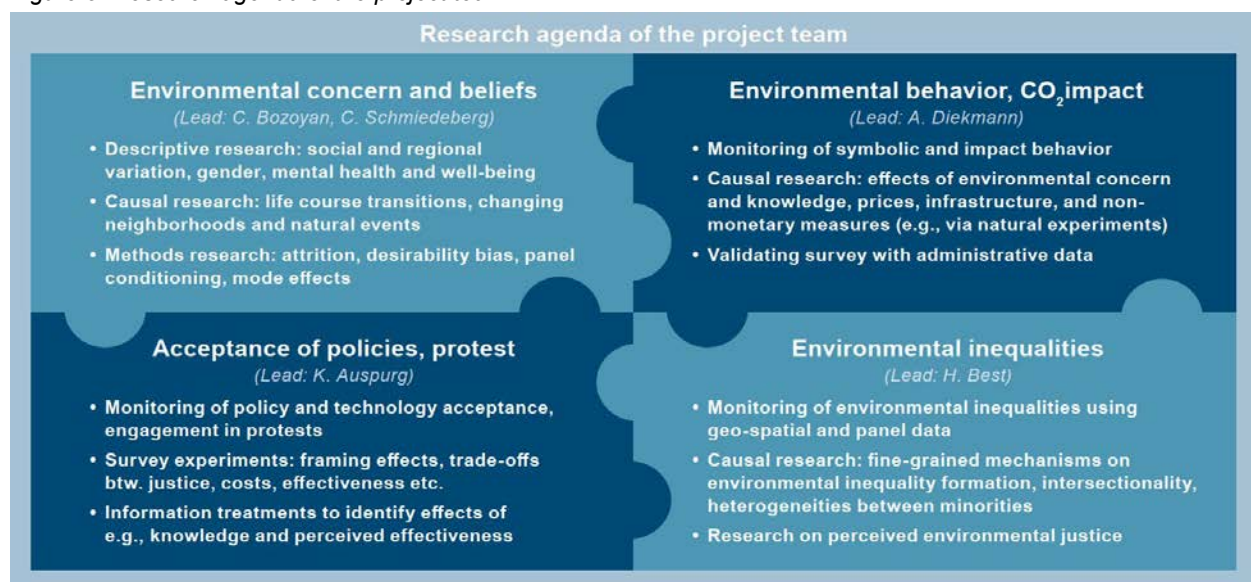 Research agenda of the project team
Environmental concern and beliefs
(Lead: C. Bozoyan, C. Schmiedeberg)
• Descriptive research: social and regional
variation, gender, mental health and well-being
• Causal research: life course transitions, changing
neighborhoods and natural events
• Methods research: attrition, desirability bias, panel
conditioning, mode effects
Environmental behavior, CO2 impact
(Lead: A. Diekmann)
• Monitoring of symbolic and impact behavior
• Causal research: effects of environmental concern
and knowledge, prices, infrastructure, and non-
monetary measures (e.g., via natural experiments)
• Validating survey with administrative data
Acceptance of policies, protest
(Lead: K. Auspurg)
• Monitoring of policy and technology acceptance,
engagement in protests
• Survey experiments: framing effects, trade-offs
btw. justice, costs, effectiveness etc.
• Information treatments to identify effects of
e.g., knowledge and perceived effectiveness
Environmental inequalities
(Lead: H. Best)
• Monitoring of environmental inequalities using
geo-spatial and panel data
• Causal research: fine-grained mechanisms on
environmental inequality formation, intersectionality,
heterogeneities between minorities
• Research on perceived environmental justice